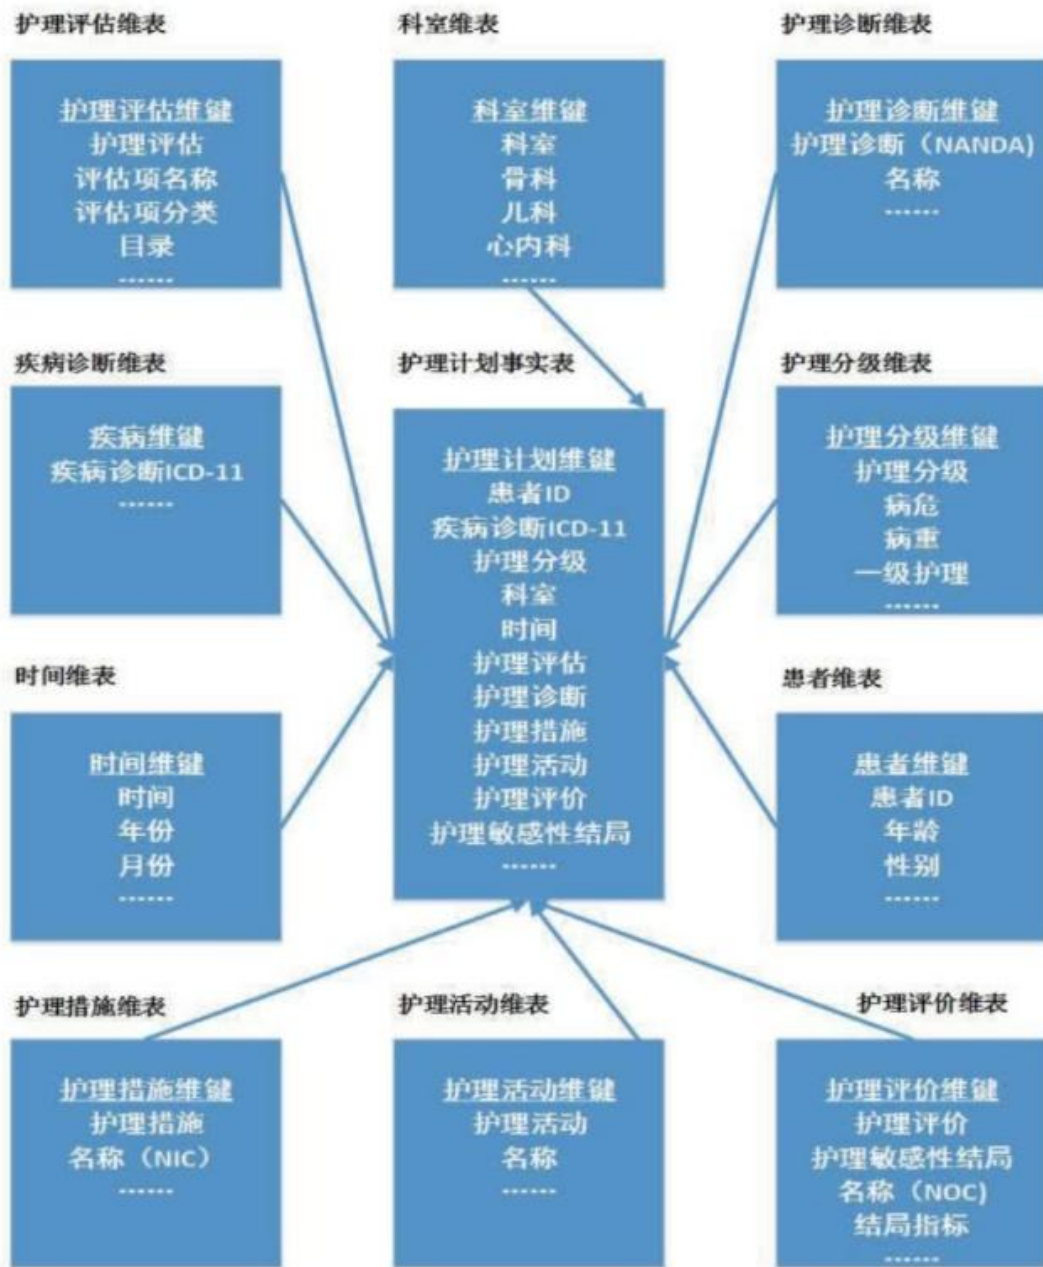 护理评估维表
护理评估维键
护理评估
评估项名称
评估项分类
目录
------
科室维表
科室维键
科室
骨科
儿科
心内科
------
护理诊断维表
护理诊断维键
护理诊断（NANDA)
名称
------
疾病诊断维表
疾病维键
疾病诊断ICD-11
------
护理计划事实表
护理计划维键
患者ID
疾病诊断ICD-11
护理分级
科室
时间
护理评估
护理诊断
护理措施
护理活动
护理评价
护理敏感性结局
------
护理分级维表
护理分级维键
护理分级
病危
病重
一级护理
------
时间维表
时间维键
时间
年份
月份
------
患者维表
患者维键
患者ID
年龄
性别
------
护理措施维表
护理措施维键
护理措施
名称（NIC）
------
护理活动维表
护理活动维键
护理活动
名称
------
护理评价维表
护理评价维键
护理评价
护理敏感性结局
名称（NOC)
结局指标
------